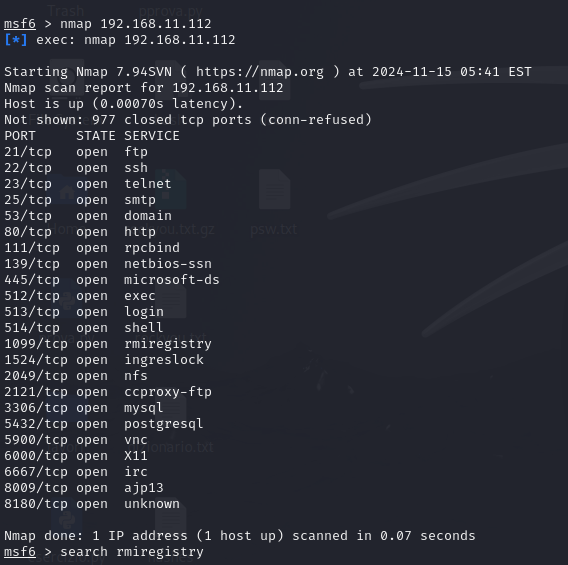 Trash
pprova.py
msf6 > nmap 192.168.11.112
[*] exec: nmap 192.168.11.112
Starting Nmap 7.94SVN ( https://nmap.org ) at 2024-11-15 05:41 EST
Nmap scan report for 192.168.11.112
Host is up (0.00070s latency).
Not shown: 977 closed tcp ports (conn-refused)
PORT     STATE SERVICE
21/tcp   open  ftp
22/tcp   open  ssh
23/tcp   open  telnet
25/tcp   open  smtp
53/tcp   open  domain
80/tcp   open  http
psw.txt
111/tcp  open  rpcbind
139/tcp  open  netbios-ssn
445/tcp  open  microsoft-ds
512/tcp  open  exec
513/tcp  open  login
514/tcp  open  shell
1099/tcp open  rmiregistry
1524/tcp open  ingreslock
2049/tcp open  nfs
2121/tcp open  ccproxy-ftp
3306/tcp open  mysql
5432/tcp open  postgresql
5900/tcp open  vnc
6000/tcp open  X11
6667/tcp open  irc
8009/tcp open  ajp13
8180/tcp open  unknown
Nmap done: 1 IP address (1 host up) scanned in 0.07 seconds
msf6 > search rmiregistry